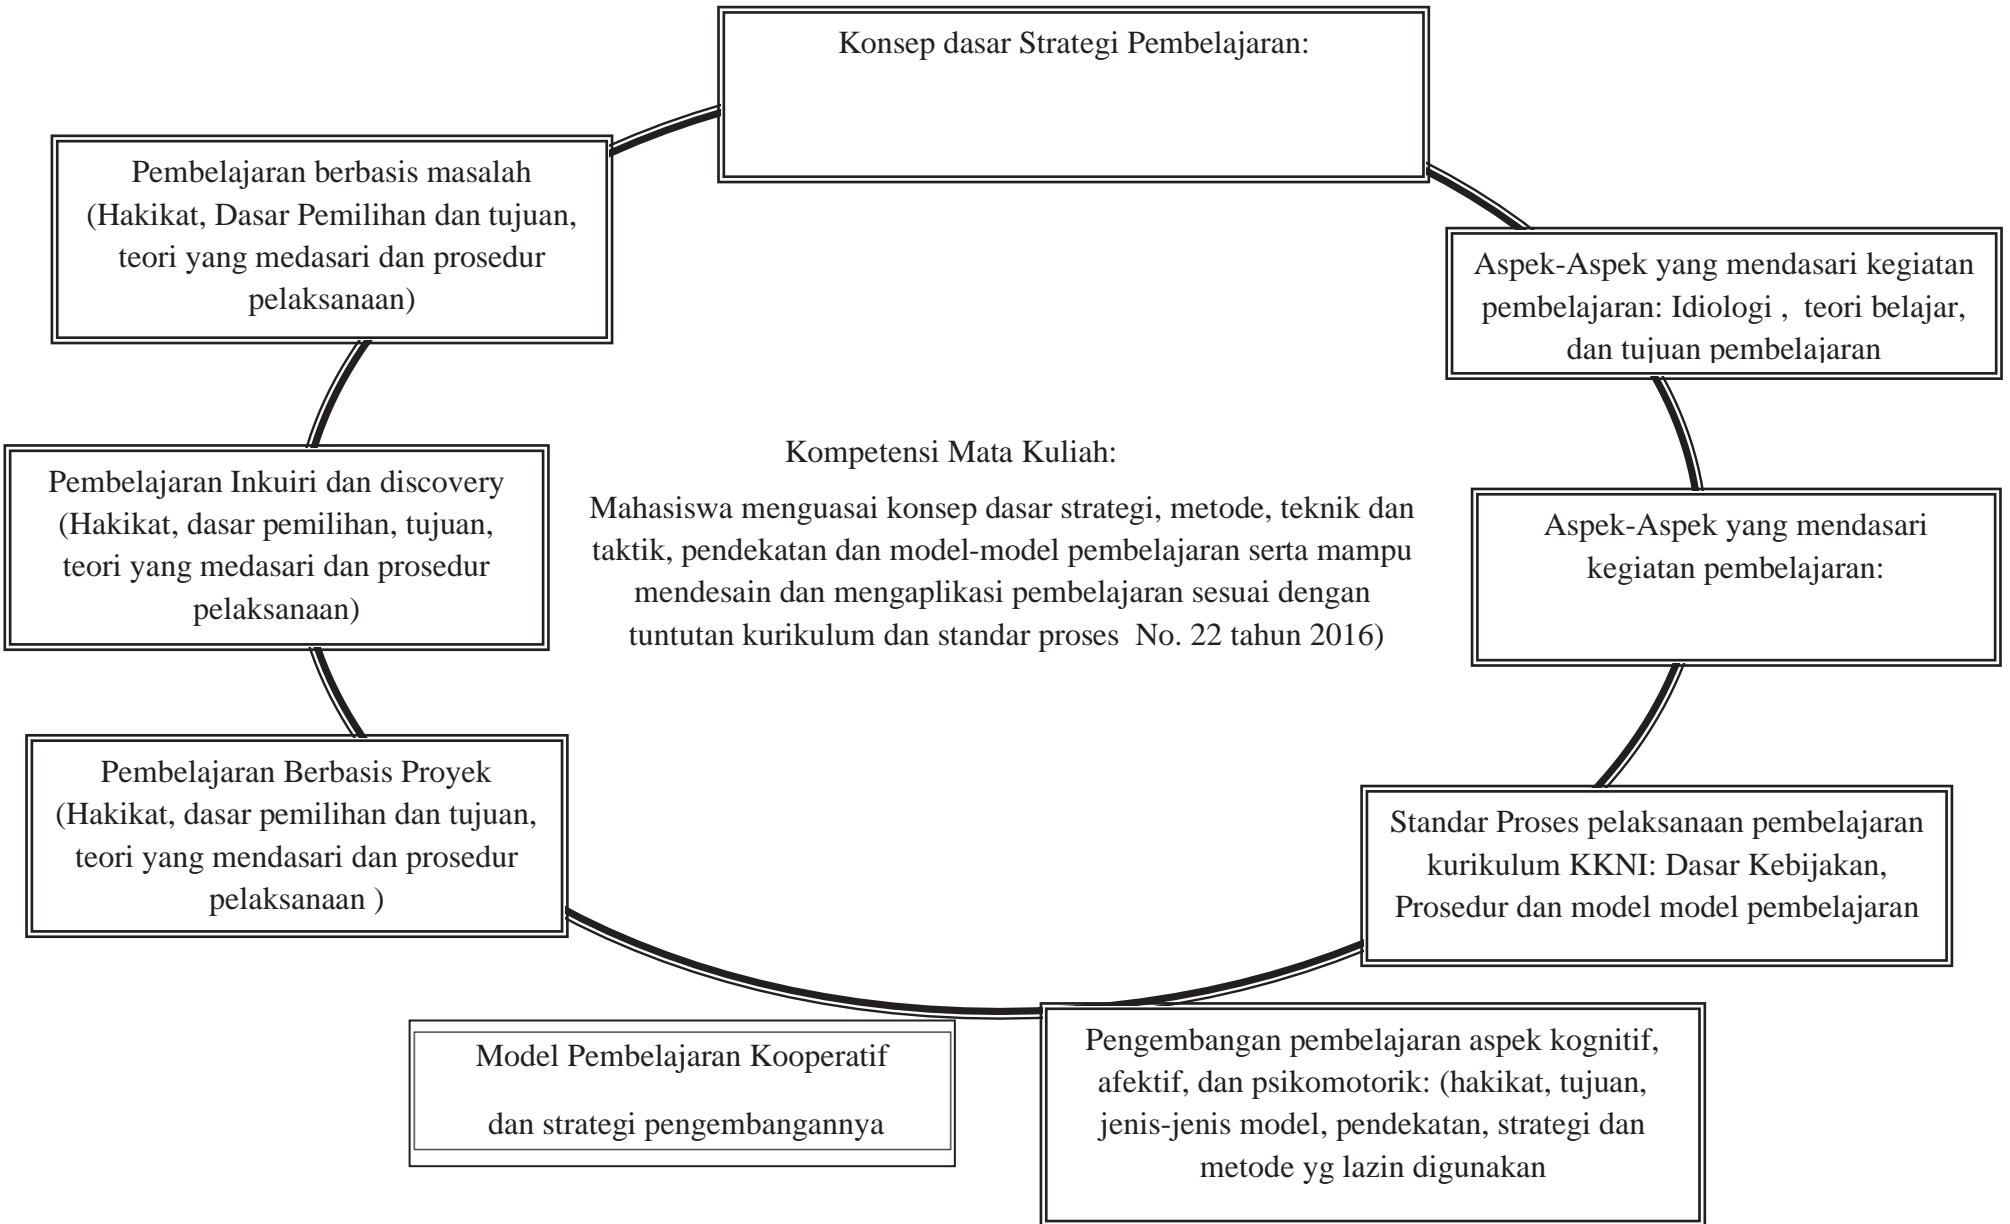 Konsep dasar Strategi Pembelajaran:
Pembelajaran berbasis masalah
(Hakikat, Dasar Pemilihan dan tujuan,
teori yang medasari dan prosedur
pelaksanaan)
Aspek-Aspek yang mendasari kegiatan
pembelajaran: Idiologi , teori belajar,
dan tujuan pembelajaran
Pembelajaran Inkuiri dan discovery
(Hakikat, dasar pemilihan, tujuan,
teori yang medasari dan prosedur
pelaksanaan)
Kompetensi Mata Kuliah:
Mahasiswa menguasai konsep dasar strategi, metode, teknik dan
taktik, pendekatan dan model-model pembelajaran serta mampu
mendesain dan mengaplikasi pembelajaran sesuai dengan
tuntutan kurikulum dan standar proses No. 22 tahun 2016)
Aspek-Aspek yang mendasari
kegiatan pembelajaran:
Pembelajaran Berbasis Proyek
(Hakikat, dasar pemilihan dan tujuan,
teori yang mendasari dan prosedur
pelaksanaan )
Standar Proses pelaksanaan pembelajaran
kurikulum KKNI: Dasar Kebijakan,
Prosedur dan model model pembelajaran
Model Pembelajaran Kooperatif
dan strategi pengembangannya
Pengembangan pembelajaran aspek kognitif,
afektif, dan psikomotorik: (hakikat, tujuan,
jenis-jenis model, pendekatan, strategi dan
metode yg lazin digunakan